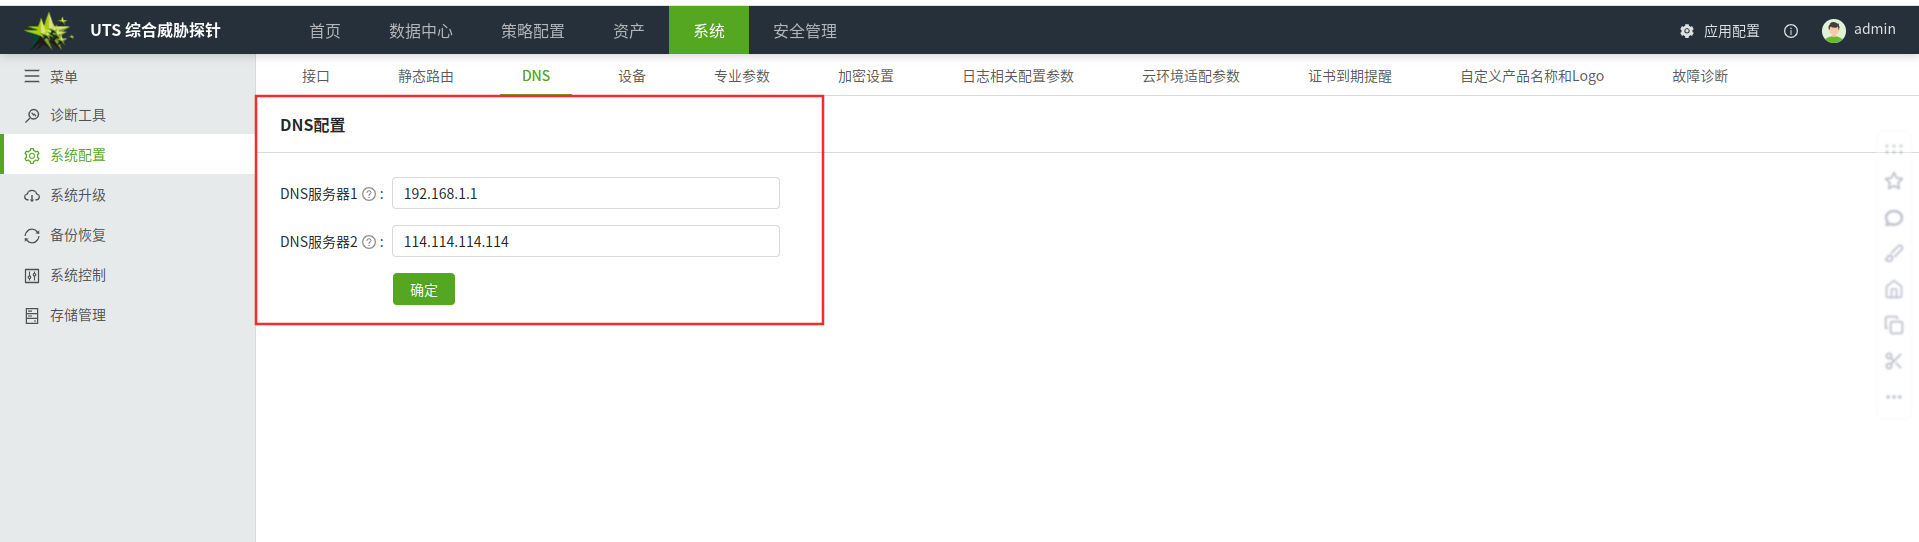 UTS 综合威胁探针 首页 数据中心 策略配置 资产 系统 安全管理 应用配置 admin
菜单 接口 静态路由 DNS 设备 专业参数 加密设置 日志相关配置参数 云环境适配参数 证书到期提醒 自定义产品名称和Logo 故障诊断
诊断工具
系统配置
系统升级
备份恢复
系统控制
存储管理
DNS配置
DNS服务器1 ? : 192.168.1.1
DNS服务器2 ? : 114.114.114.114
确定